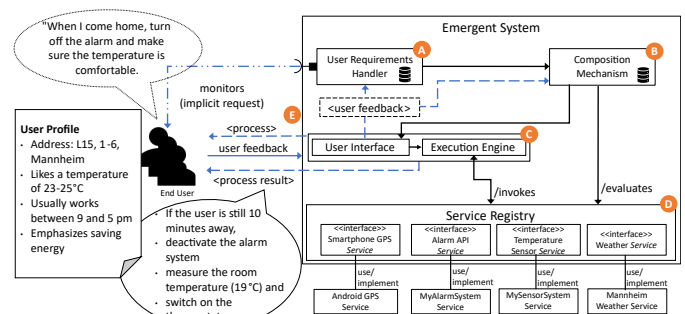 "When I come home, turn
off the alarm and make
sure the temperature is
comfortable.
monitors
(implicit request)
User Profile
· Address: L15, 1-6,
Mannheim
· Likes a temperature
of 23-25°C
· Usually works
between 9 and 5 pm
· Emphasizes saving
energy
End User
<process>
user feedback
<process result>
· If the user is still 10
minutes away,
· deactivate the alarm
system
· measure the room
temperature (19°C) and
· switch on the
E
Emergent System
A
User Requirements
Handler
B
Composition
Mechanism
<user feedback>
C
User Interface
Execution Engine
/invokes
/evaluates
D
Service Registry
<<interface>>
Smartphone GPS
Service
<<interface>>
Alarm API
Service
<<interface>>
Temperature
Sensor Service
<<interface>>
Weather Service
use/
implement
use/
implement
use/
implement
use/
implement
Android GPS
Service
MyAlarmSystem
Service
MySensorSystem
Service
Mannheim
Weather Service